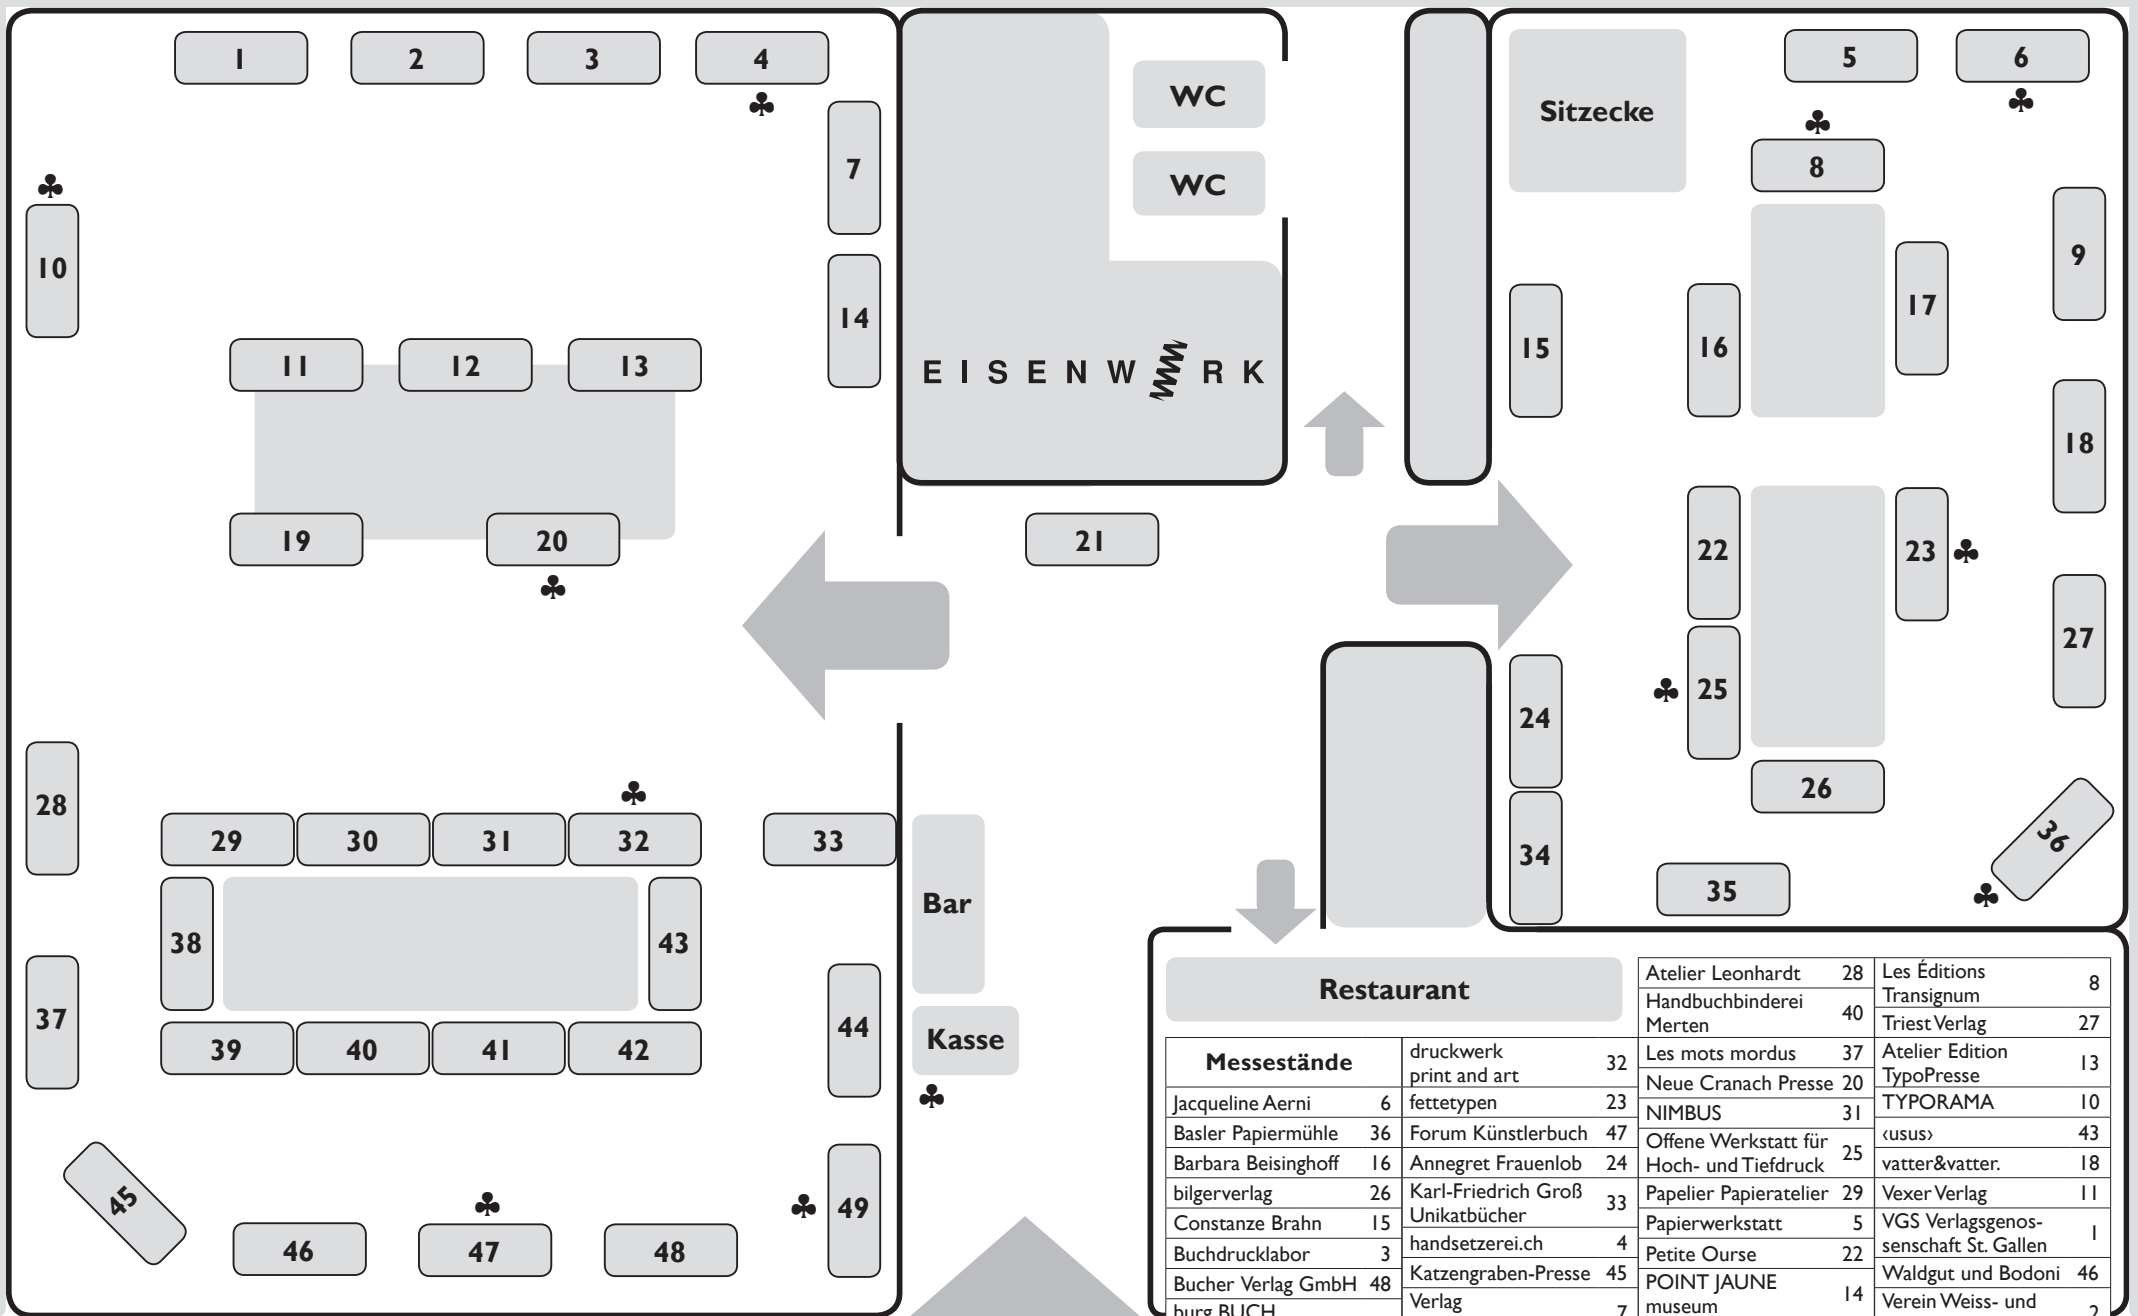 1
2
3
4
♣
7
♣
10
14
11
12
13
19
20
♣
28
♣
29
30
31
32
33
38
43
37
39
40
41
42
44
45
♣
♣
49
46
47
48
WC
WC
EISENWERK
21
Bar
Kasse
♣
Sitzecke
5
6
♣
♣
8
9
15
16
17
18
22
23 ♣
27
24
♣ 25
26
34
35
36
♣
Restaurant
Messestände
Jacqueline Aerni 6
Basler Papiermühle 36
Barbara Beisinghoff 16
bilgerverlag 26
Constanze Brahn 15
Buchdrucklabor 3
Bucher Verlag GmbH 48
burg BUCH
druckwerk
print and art 32
fettetypen 23
Forum Künstlerbuch 47
Annegret Frauenlob 24
Karl-Friedrich Groß
Unikatbücher 33
handsetzerei.ch 4
Katzengraben-Presse 45
Verlag
7
Atelier Leonhardt 28
Handbuchbinderei
Merten 40
Les mots mordus 37
Neue Cranach Presse 20
NIMBUS 31
Offene Werkstatt für
Hoch- und Tiefdruck 25
Papelier Papieratelier 29
Papierwerkstatt 5
Petite Ourse 22
POINT JAUNE
museum 14
Les Éditions
Transignum 8
Triest Verlag 27
Atelier Edition
TypoPresse 13
TYPORAMA 10
‹usus› 43
vatter&vatter. 18
Vexer Verlag 11
VGS Verlagsgenos-
senschaft St. Gallen 1
Waldgut und Bodoni 46
Verein Weiss- und
2